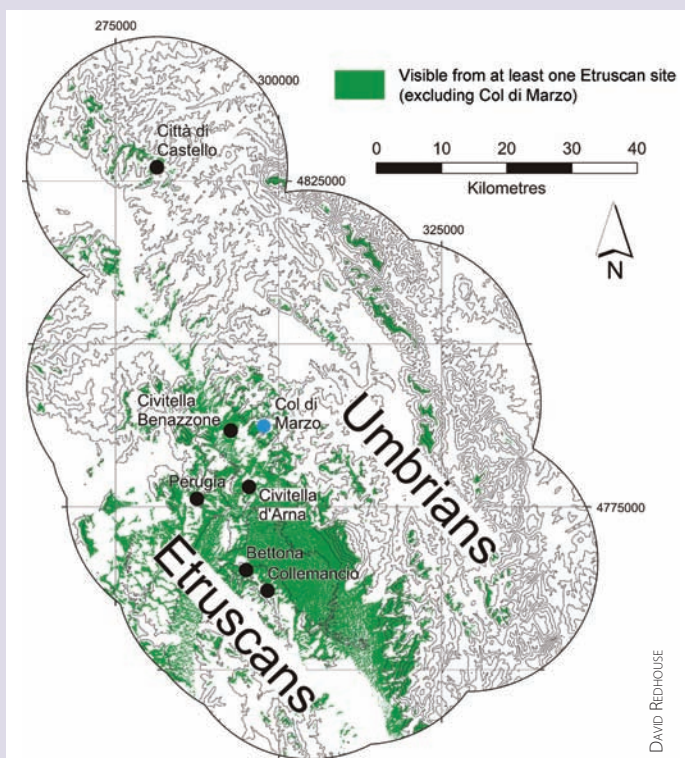 275000
300000
Visible from at least one Etruscan site
(excluding Col di Marzo)
Città di
Castello
0 10 20 30 40
Kilometres
4825000
325000
N
Civitella
Benazzone
Col di
Marzo
Umbrians
Perugia
Civitella
d'Arna
4775000
Bettona
Collemancio
Etruscans
DAVID REDHOUSE